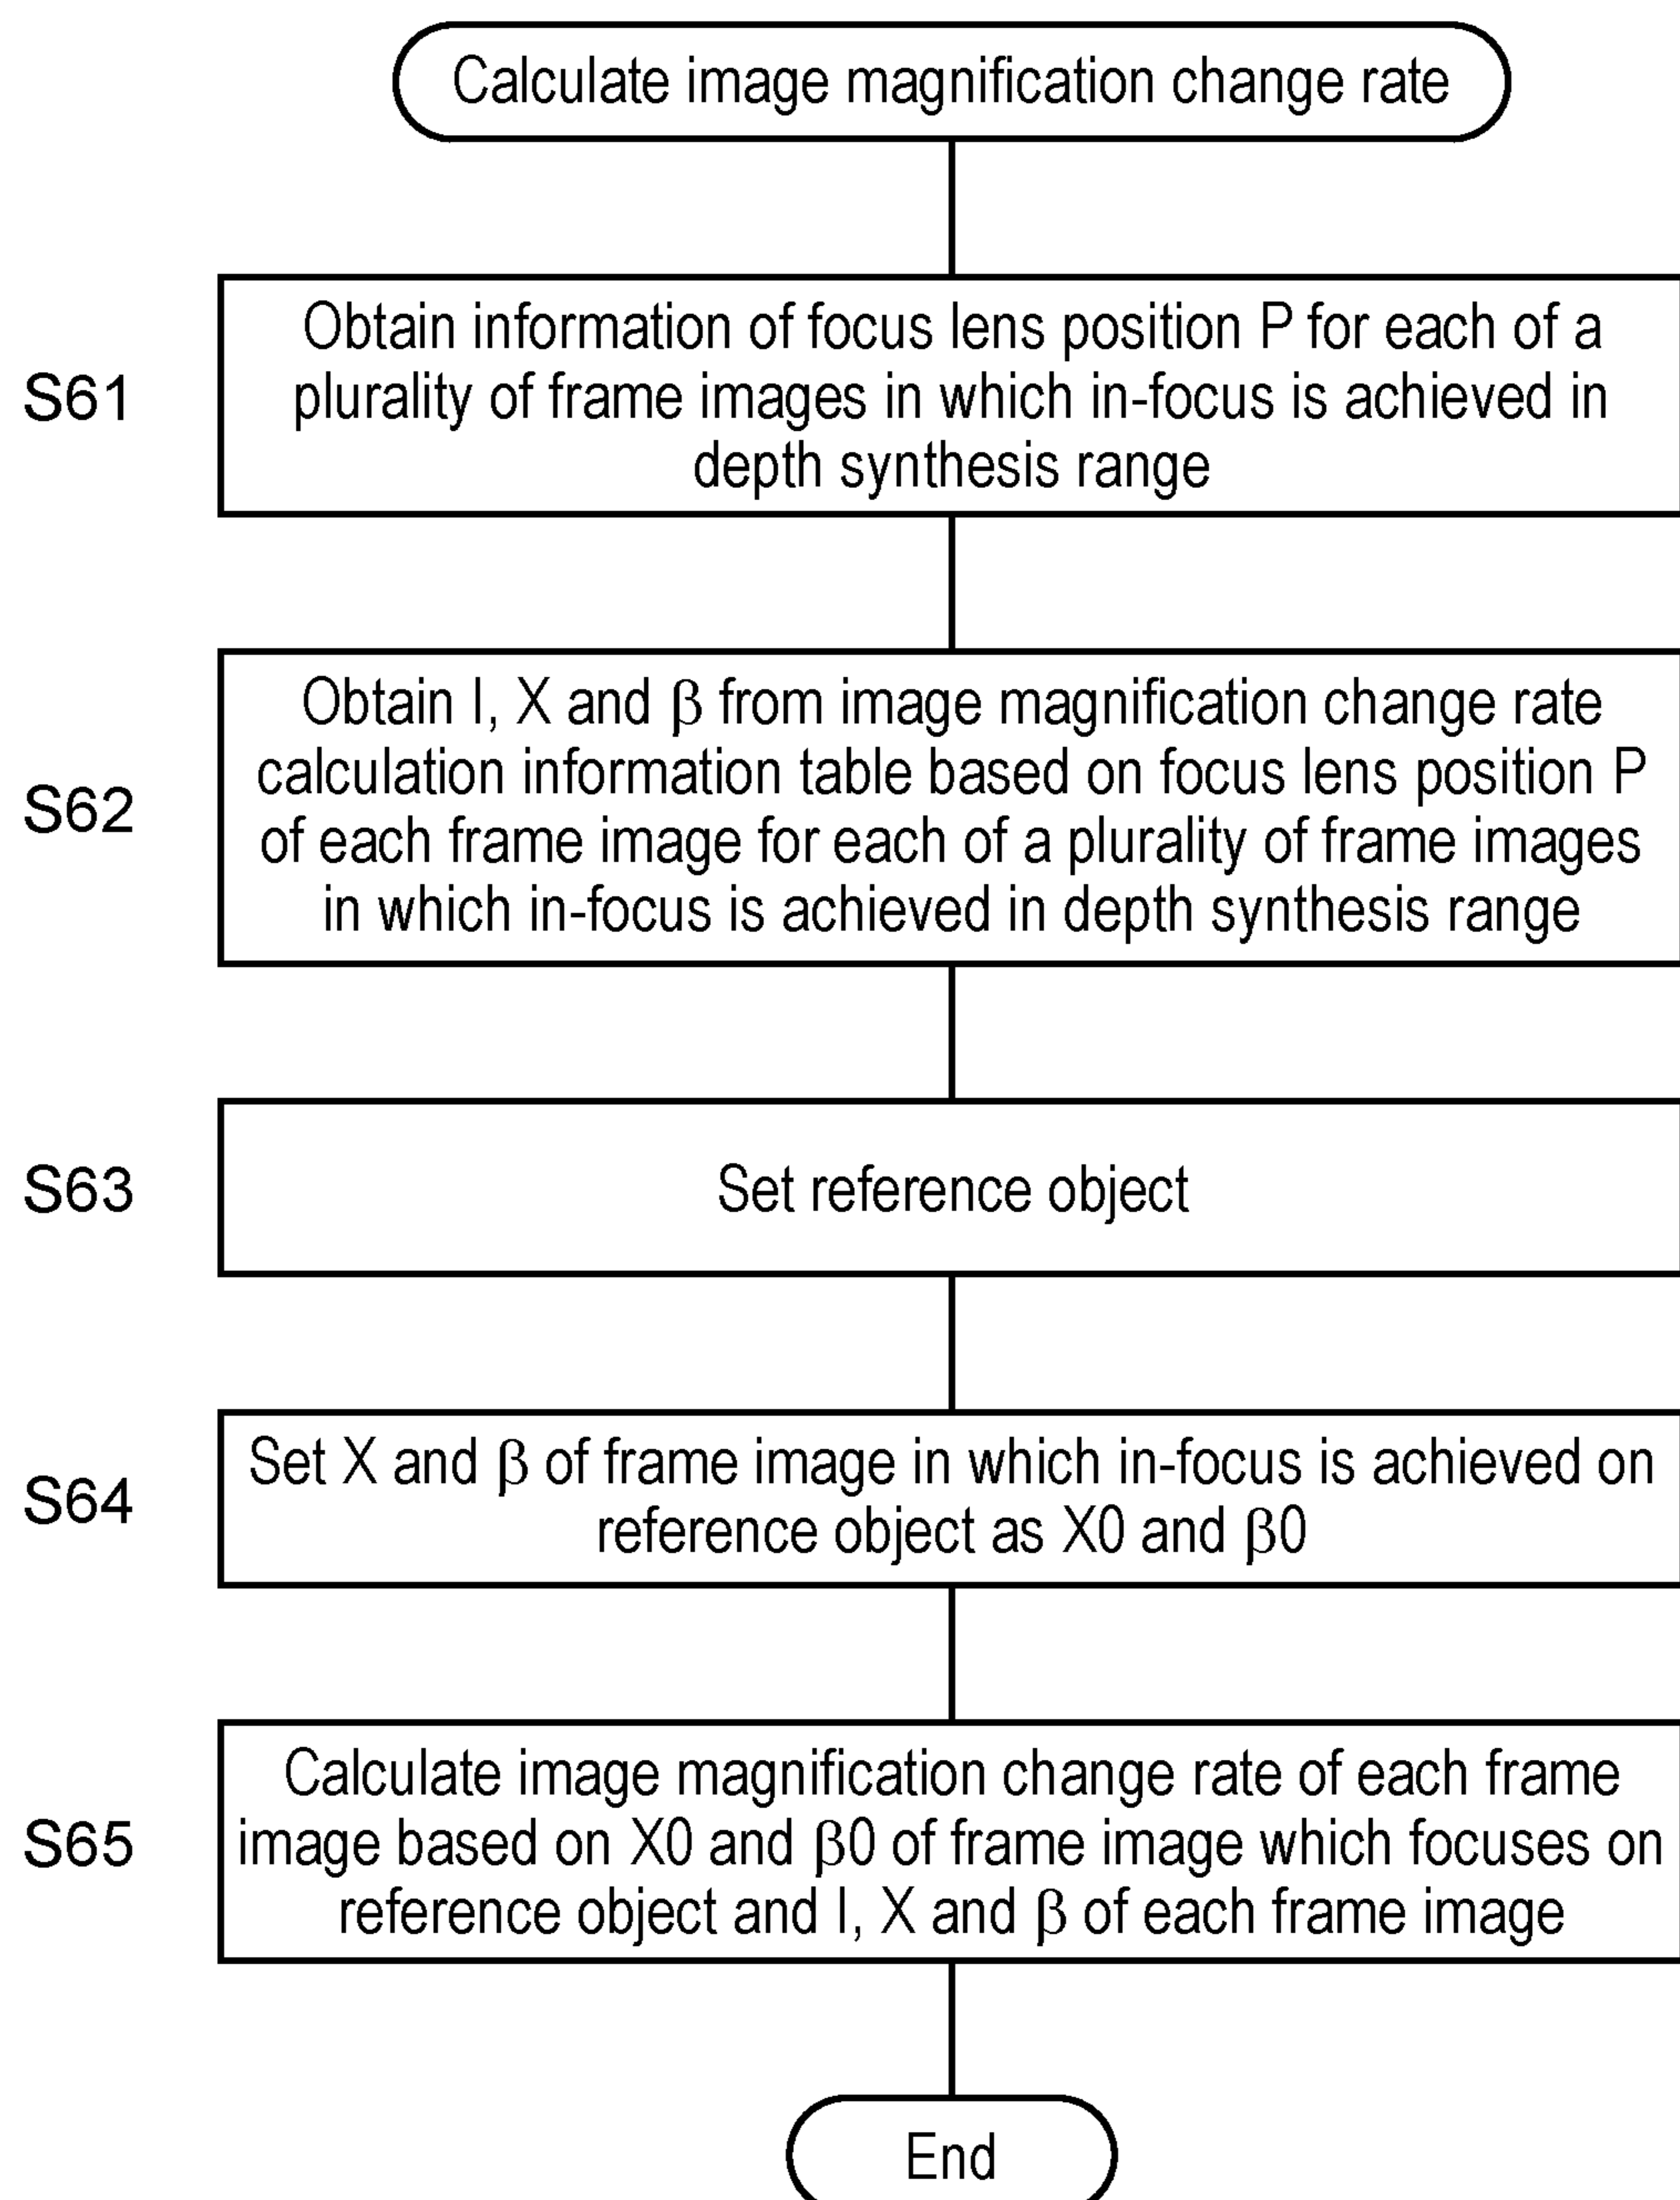 Calculate image magnification change rate
S61
Obtain information of focus lens position P for each of a
plurality of frame images in which in-focus is achieved in
depth synthesis range
S62
Obtain I, X and β from image magnification change rate
calculation information table based on focus lens position P
of each frame image for each of a plurality of frame images
in which in-focus is achieved in depth synthesis range
S63
Set reference object
S64
Set X and β of frame image in which in-focus is achieved on
reference object as X0 and β0
S65
Calculate image magnification change rate of each frame
image based on X0 and β0 of frame image which focuses on
reference object and I, X and β of each frame image
End